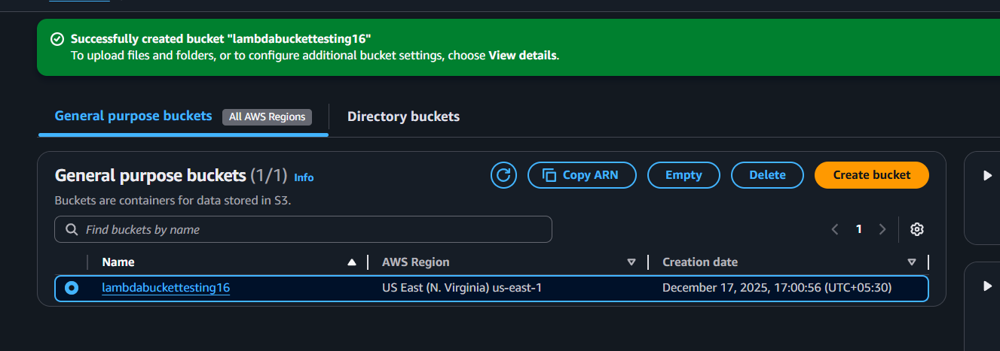 Successfully created bucket "lambdabuckettesting16"
To upload files and folders, or to configure additional bucket settings, choose View details.
General purpose buckets All AWS Regions Directory buckets
General purpose buckets (1/1) Info Copy ARN Empty Delete Create bucket
Buckets are containers for data stored in S3.
Find buckets by name 1
Name AWS Region Creation date
lambdabuckettesting16 US East (N. Virginia) us-east-1 December 17, 2025, 17:00:56 (UTC+05:30)